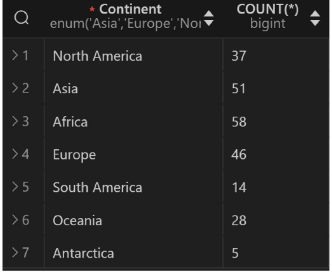 * Continent COUNT(*)
enum('Asia','Europe','Nor bigint
> 1 North America 37
> 2 Asia 51
> 3 Africa 58
> 4 Europe 46
> 5 South America 14
> 6 Oceania 28
> 7 Antarctica 5